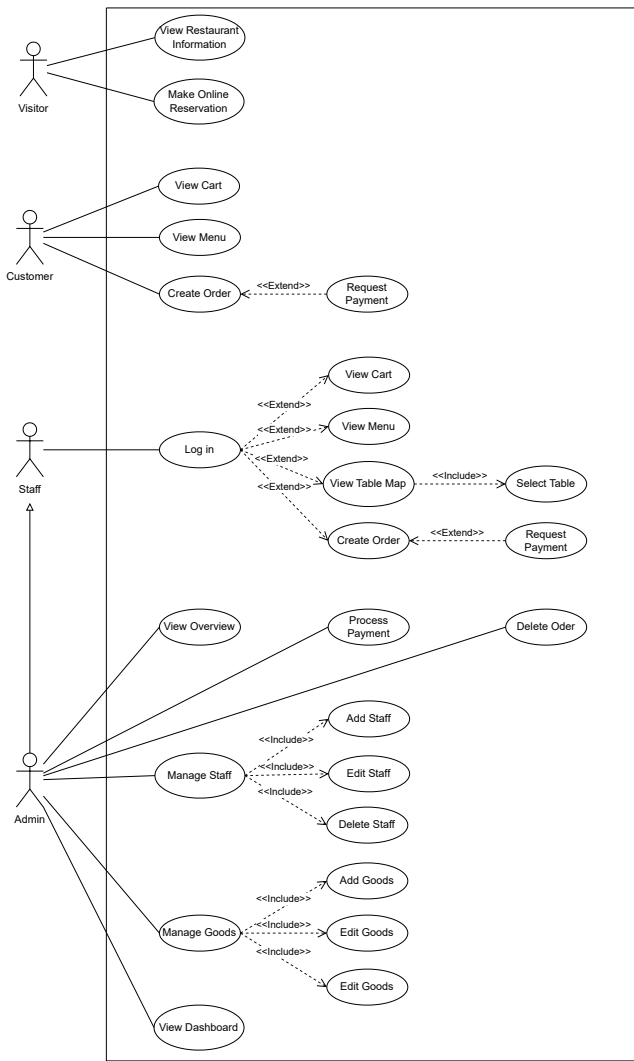 View Restaurant
Information
Visitor
Make Online
Reservation
View Cart
View Menu
Customer
Create Order
<<Extend>>
Request
Payment
View Cart
<<Extend>>
View Menu
<<Extend>>
Log in
<<Extend>>
View Table Map
<<Include>>
Select Table
Staff
<<Extend>>
Create Order
<<Extend>>
Request
Payment
View Overview
Process
Payment
Delete Oder
Add Staff
<<Include>>
Manage Staff
<<Include>>
Edit Staff
<<Include>>
Admin
Delete Staff
Add Goods
<<Include>>
Manage Goods
<<Include>>
Edit Goods
<<Include>>
Edit Goods
View Dashboard